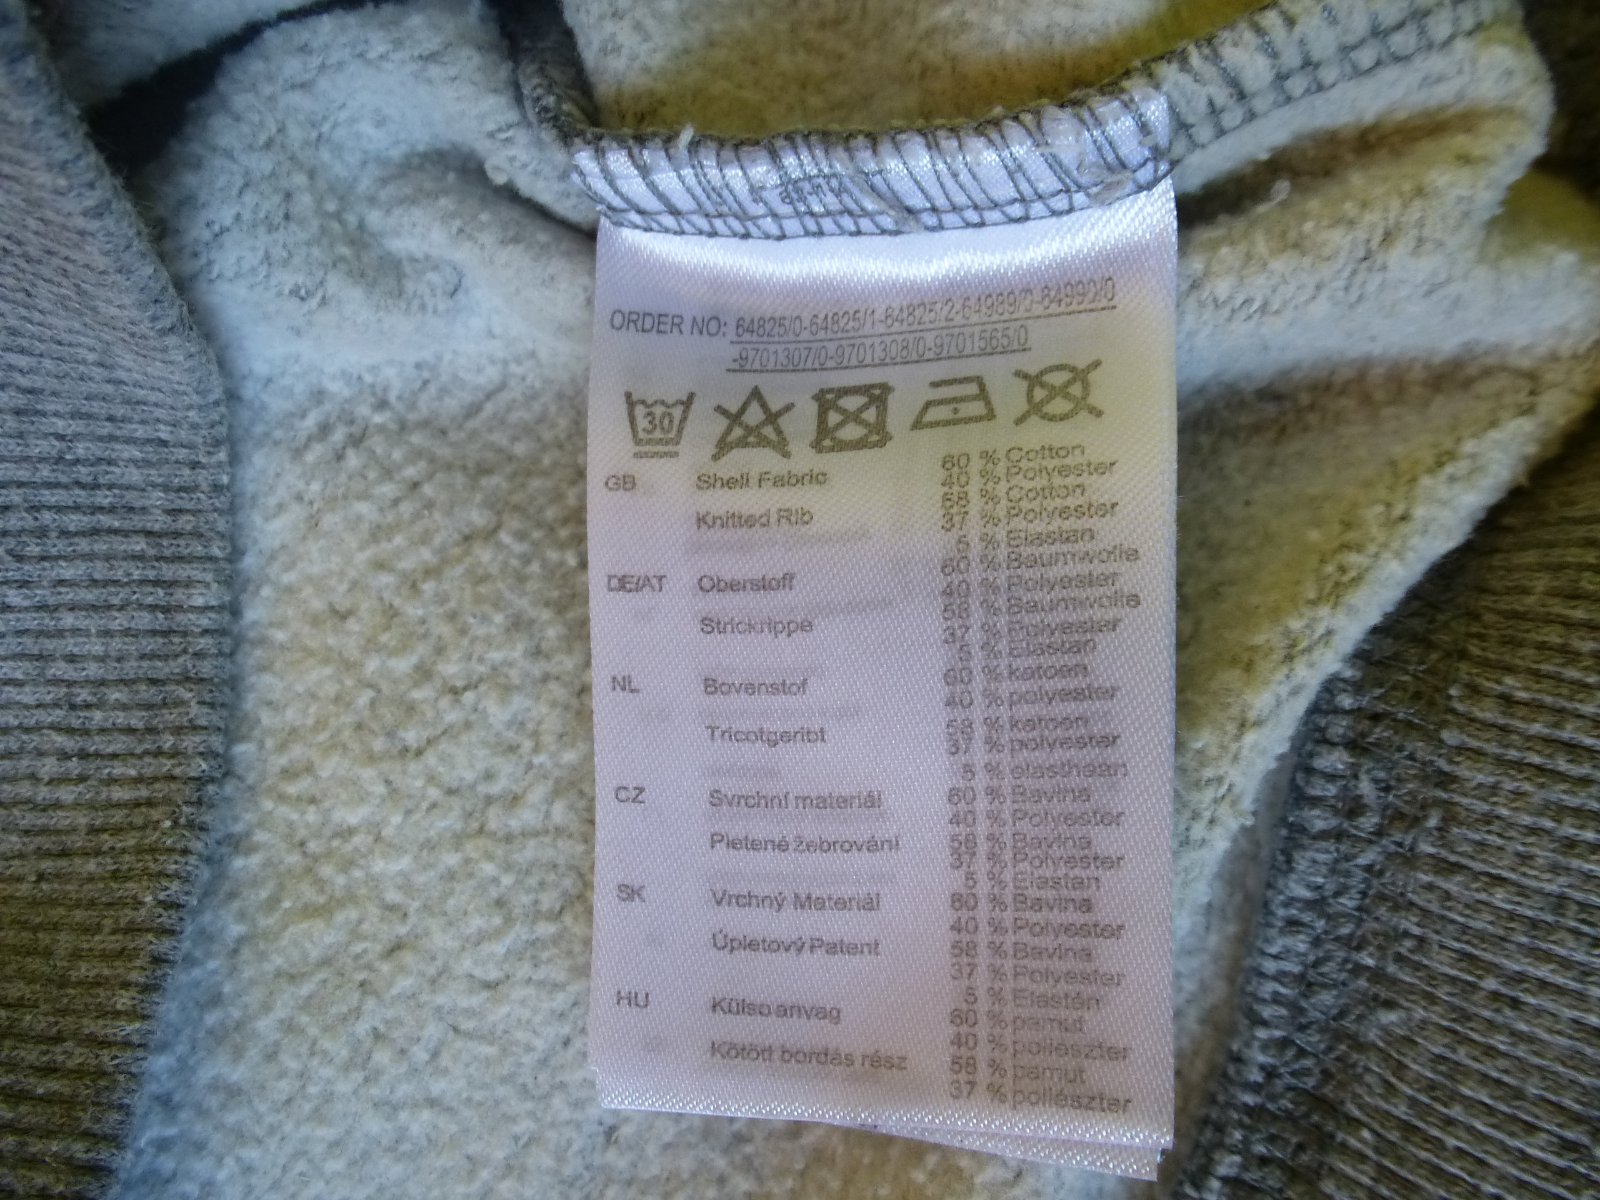 ORDER NO: 64825/0-64825/1-64825/2-64989/0-64990/0
-9701307/0-9701308/0-9701565/0
30
GB Shell Fabric 60 % Cotton
40 % Polyester
Knitted Rib 58 % Cotton
37 % Polyester
5 % Elastan
DE/AT Oberstoff 60 % Baumwolle
40 % Polyester
Strickrippe 58 % Baumwolle
37 % Polyester
5 % Elastan
NL Bovenstof 60 % katoen
40 % polyester
Tricotgeribt 58 % katoen
37 % polyester
5 % elasthean
CZ Svrchní materiál 60 % Bavlna
40 % Polyester
Pletené žebrování 58 % Bavlna
37 % Polyester
5 % Elastan
SK Vrchný Materiál 60 % Bavlna
40 % Polyester
Úpletový Patent 58 % Bavlna
37 % Polyester
5 % Elastán
HU Külso anyag 60 % pamut
40 % poliészter
Kötött bordás rész 58 % pamut
37 % poliészter